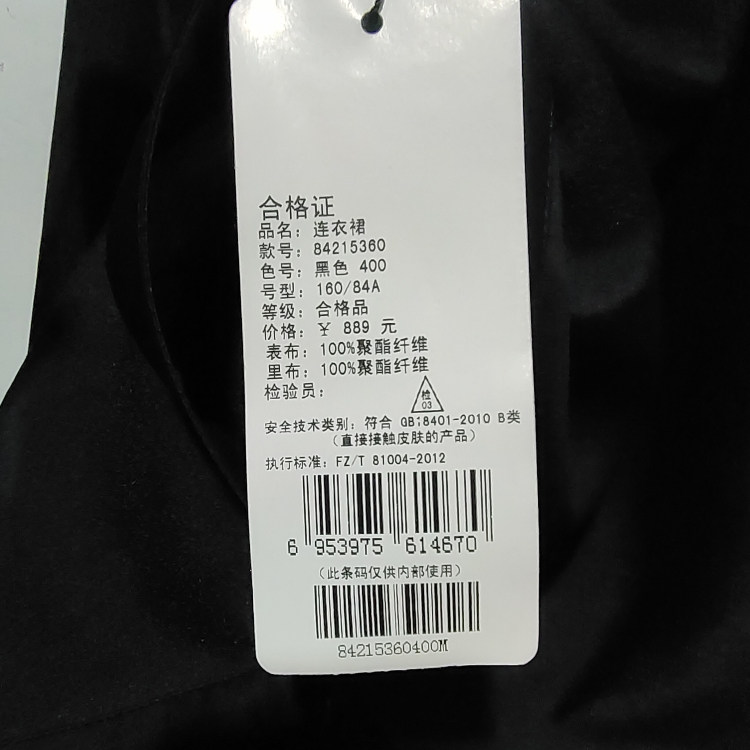 合格证
品名：连衣裙
款号：84215360
色号：黑色 400
号型：160/84A
等级：合格品
价格：￥ 889 元
表布：100%聚酯纤维
里布：100%聚酯纤维
检验员：
检
03
安全技术类别：符合 GB18401-2010 B类
（直接接触皮肤的产品）
执行标准：FZ/T 81004-2012
6 953975 614670
（此条码仅供内部使用）
84215360400M